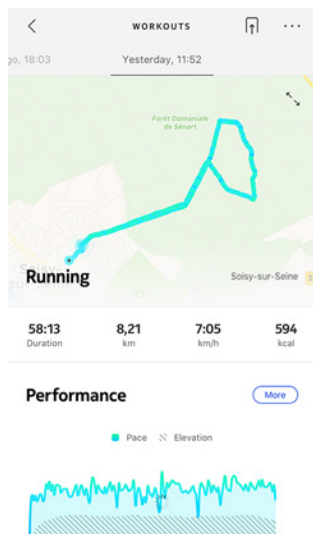 WORKOUTS
go, 18:03 Yesterday, 11:52
Forêt Domaniale
de Sénart
Running
Soisy-sur-Seine
58:13 8,21 7:05 594
Duration km km/h kcal
Performance More
Pace Elevation